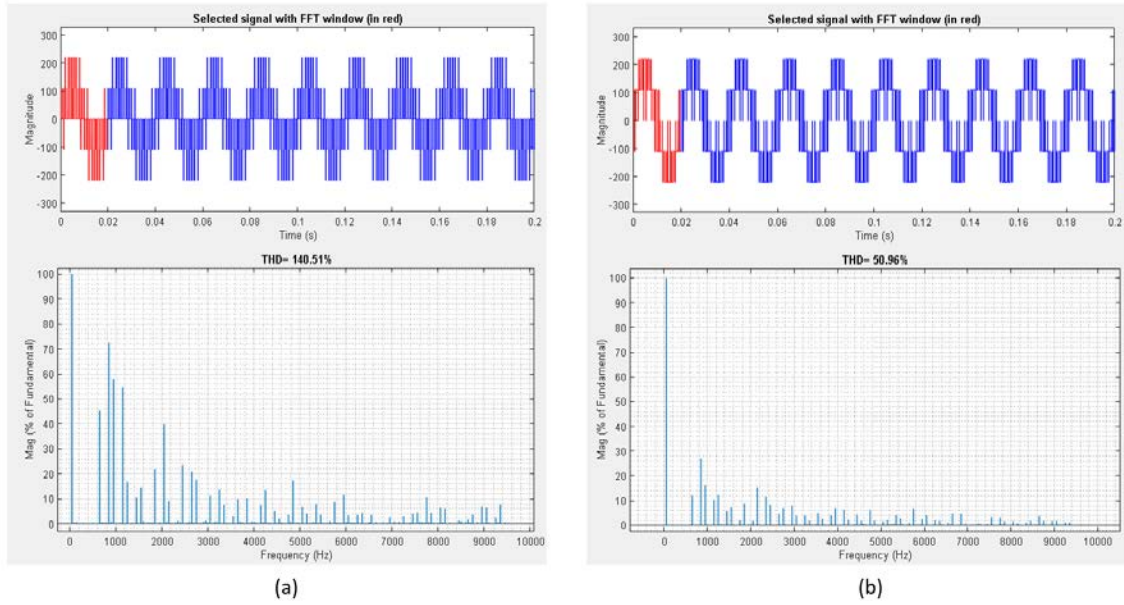 Selected signal with FFT window (in red)
300
200
100
0
-100
-200
-300
Magnitude
0 0.02 0.04 0.06 0.08 0.1 0.12 0.14 0.16 0.18 0.2
Time (s)
THD= 140.51%
100
90
80
70
60
50
40
30
20
10
0
Mag (% of Fundamental)
0 1000 2000 3000 4000 5000 6000 7000 8000 9000 10000
Frequency (Hz)
(a)
Selected signal with FFT window (in red)
300
200
100
0
-100
-200
-300
Magnitude
0 0.02 0.04 0.06 0.08 0.1 0.12 0.14 0.16 0.18 0.2
Time (s)
THD= 50.96%
100
90
80
70
60
50
40
30
20
10
0
Mag (% of Fundamental)
0 1000 2000 3000 4000 5000 6000 7000 8000 9000 10000
Frequency (Hz)
(b)